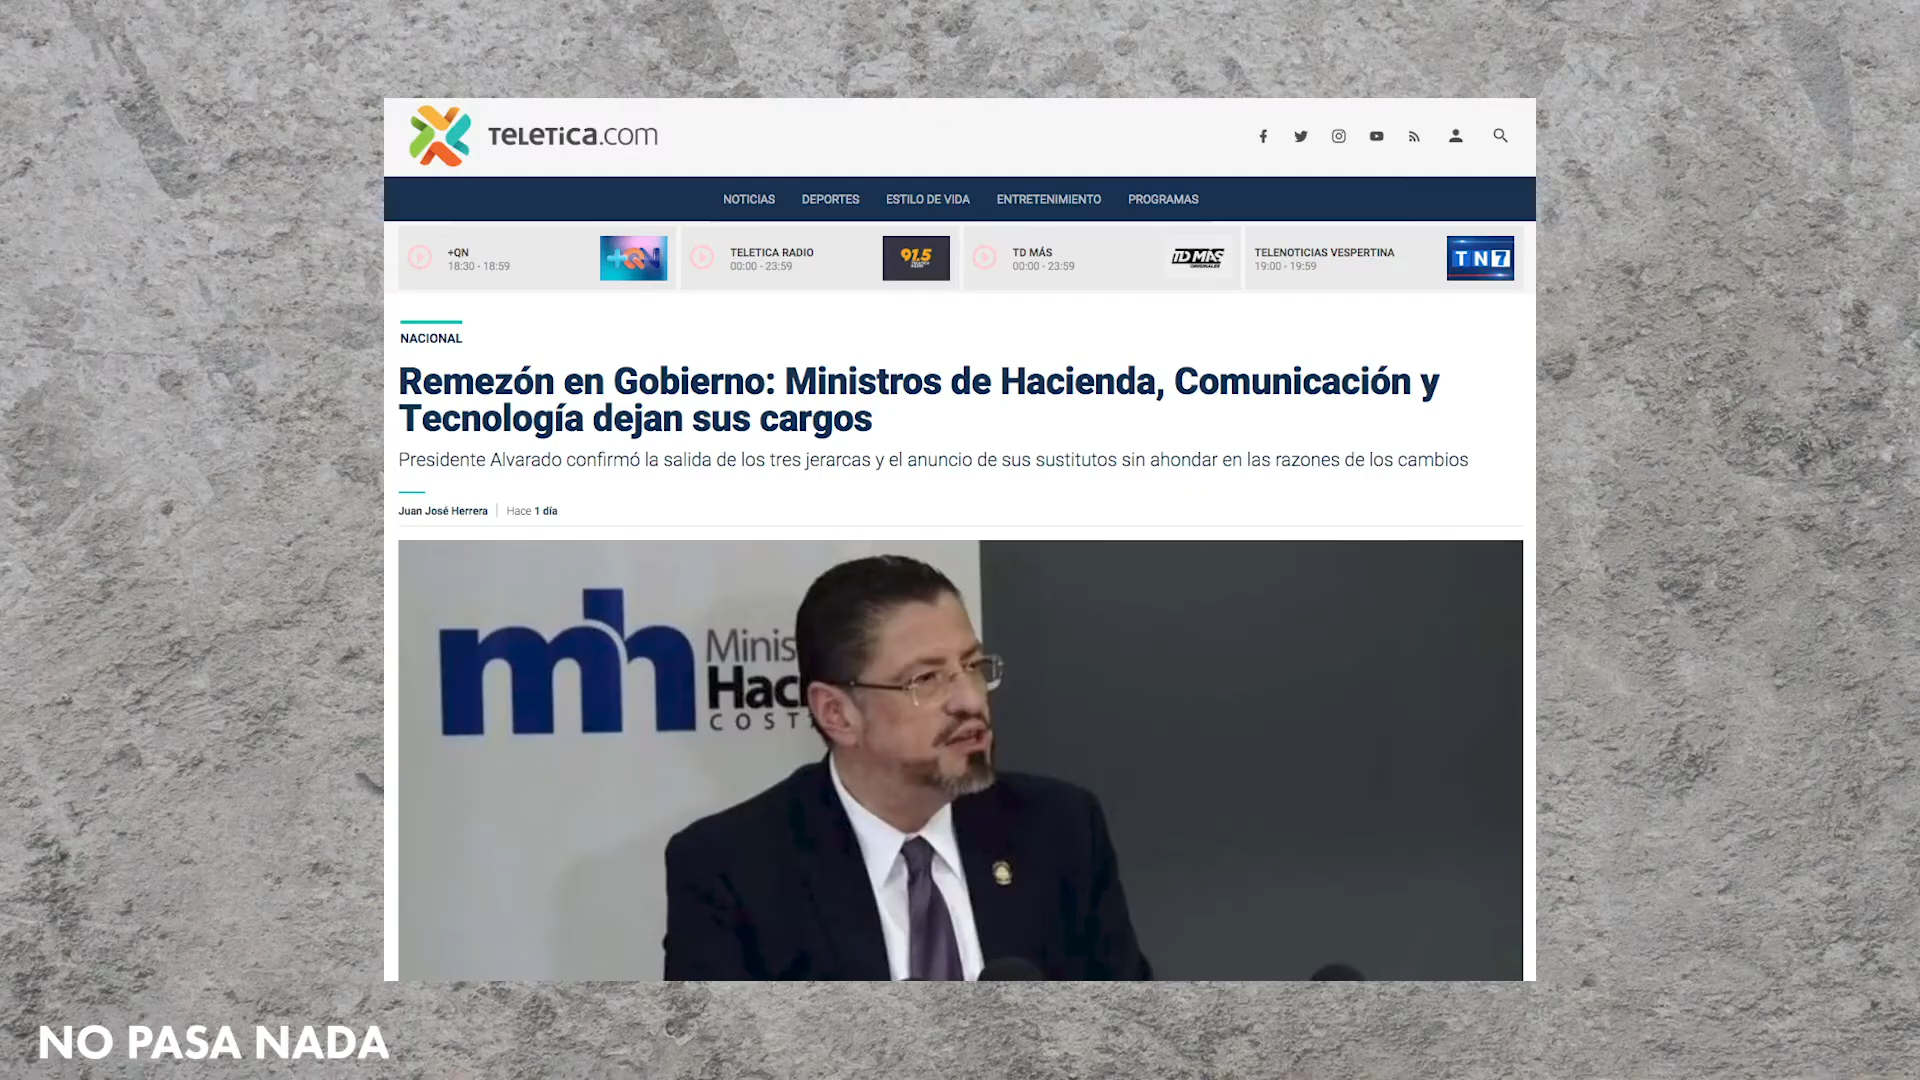 TELETICA.com
NOTICIAS DEPORTES ESTILO DE VIDA ENTRETENIMIENTO PROGRAMAS
+QN
18:30 - 18:59
+QN
TELETICA RADIO
00:00 - 23:59
91.5
TD MÁS
00:00 - 23:59
TD MAS
ORIGINALES
TELENOTICIAS VESPERTINA
19:00 - 19:59
TN7
NACIONAL
Remezón en Gobierno: Ministros de Hacienda, Comunicación y
Tecnología dejan sus cargos
Presidente Alvarado confirmó la salida de los tres jerarcas y el anuncio de sus sustitutos sin ahondar en las razones de los cambios
Juan José Herrera | Hace 1 día
mh
Minis
Haci
COST
NO PASA NADA